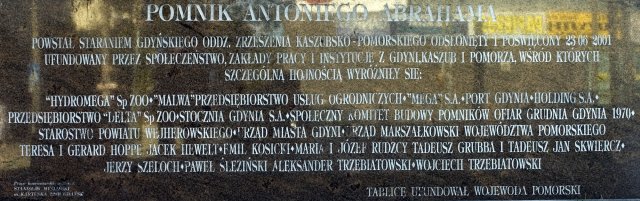 POMNIK ANTONIEGO ABRAHAMA
POWSTAŁ STARANIEM GDYŃSKIEGO ODDZ. ZRZESZENIA KASZUBSKO-POMORSKIEGO ODSŁONIĘTY I POŚWIĘCONY 23 06 2001
UFUNDOWANY PRZEZ SPOŁECZEŃSTWO, ZAKŁADY PRACY I INSTYTUCJE Z GDYNI, KASZUB I POMORZA. WŚRÓD KTÓRYCH
SZCZEGÓLNĄ HOJNOŚCIĄ WYRÓŻNIŁY SIĘ:
"HYDROMEGA" Sp ZOO•"MALWA"PRZEDSIĘBIORSTWO USŁUG OGRODNICZYCH•"MEGA" S.A.•PORT GDYNIA•HOLDING S.A.•
PRZEDSIĘBIORSTWO "DELTA" Sp ZOO•STOCZNIA GDYNIA S.A.•SPOŁECZNY KOMITET BUDOWY POMNIKÓW OFIAR GRUDNIA GDYNIA 1970•
STAROSTWO POWIATU WEJHEROWSKIEGO•URZĄD MIASTA GDYNI•URZĄD MARSZAŁKOWSKI WOJEWÓDZTWA POMORSKIEGO
TERESA I GERARD HOPPE JACEK HEWELT•EMIL KOSICKI•MARIA I JÓZEF RUDZCY TADEUSZ GRUBBA I TADEUSZ JAN SKWIERCZ•
JERZY SZELOCH•PAWEŁ ŚLEZIŃSKI ALEKSANDER TRZEBIATOWSKI•WOJCIECH TRZEBIATOWSKI
TABLICE UFUNDOWAŁ WOJEWODA POMORSKI